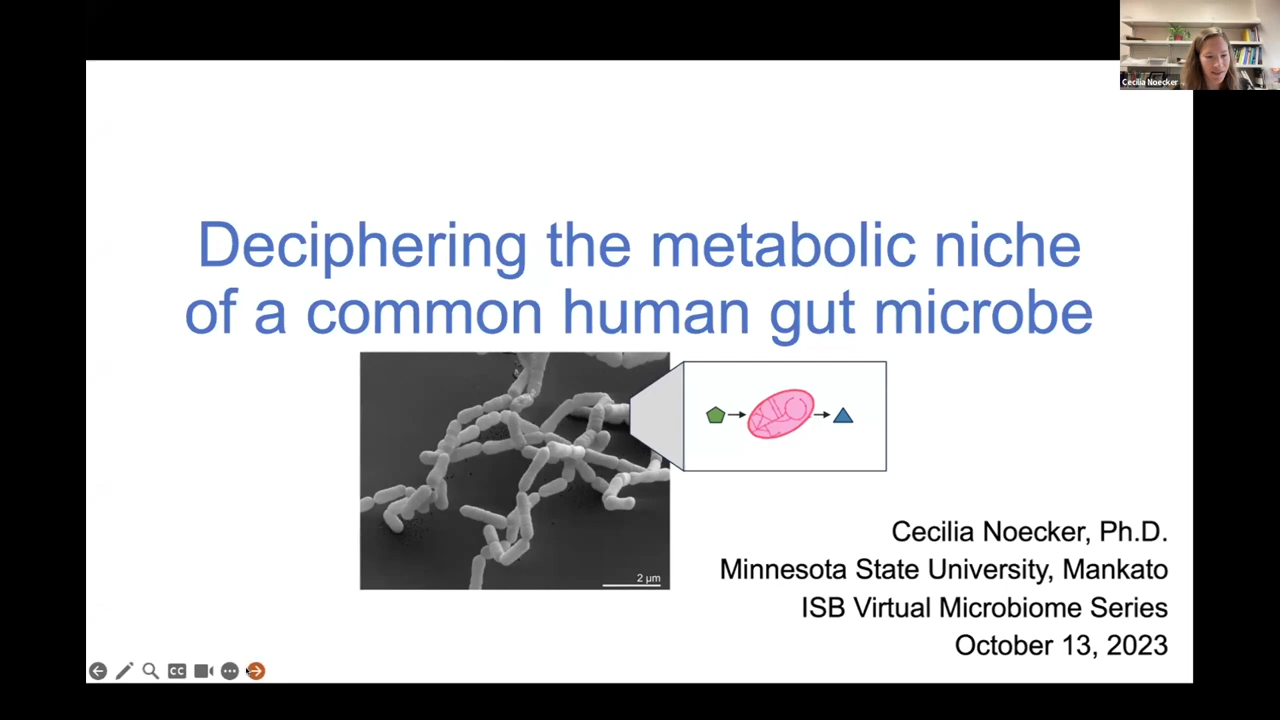 Cecilia Noecker
Deciphering the metabolic niche
of a common human gut microbe
2 µm
Cecilia Noecker, Ph.D.
Minnesota State University, Mankato
ISB Virtual Microbiome Series
October 13, 2023
CC